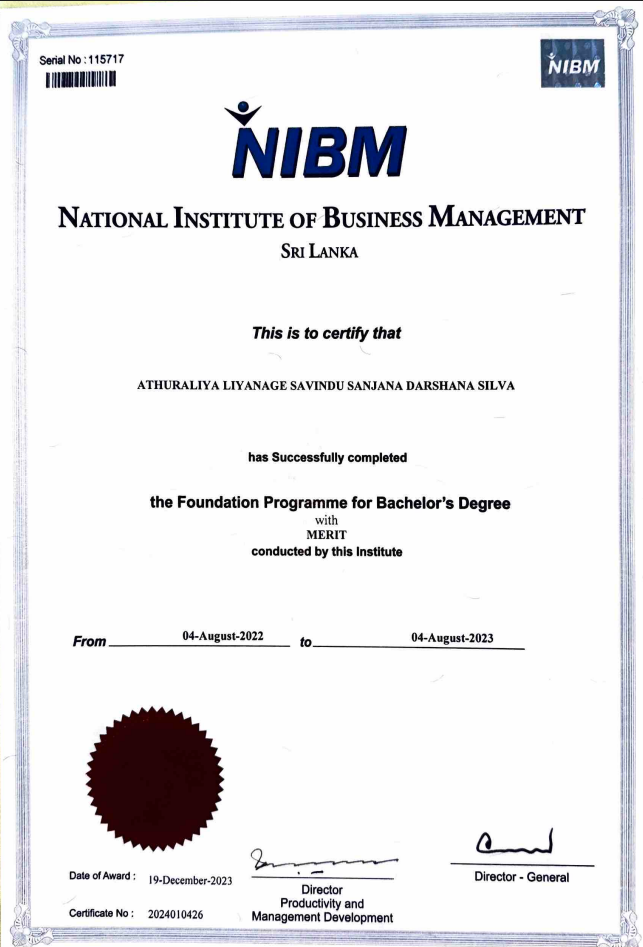 Serial No : 115717
NIBM
NIBM
NATIONAL INSTITUTE OF BUSINESS MANAGEMENT
SRI LANKA
This is to certify that
ATHURALIYA LIYANAGE SAVINDU SANJANA DARSHANA SILVA
has Successfully completed
the Foundation Programme for Bachelor's Degree
with
MERIT
conducted by this Institute
From 04-August-2022 to 04-August-2023
Date of Award : 19-December-2023
Director
Productivity and
Management Development
Director - General
Certificate No : 2024010426